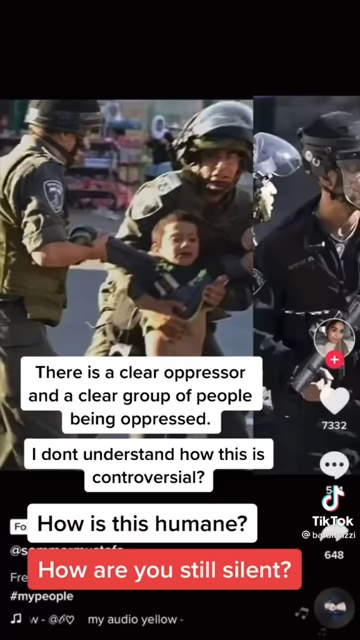 There is a clear oppressor
and a clear group of people
being oppressed.
I dont understand how this is
controversial?
How is this humane?
How are you still silent?
7332
TikTok
648
#mypeople
my audio yellow -